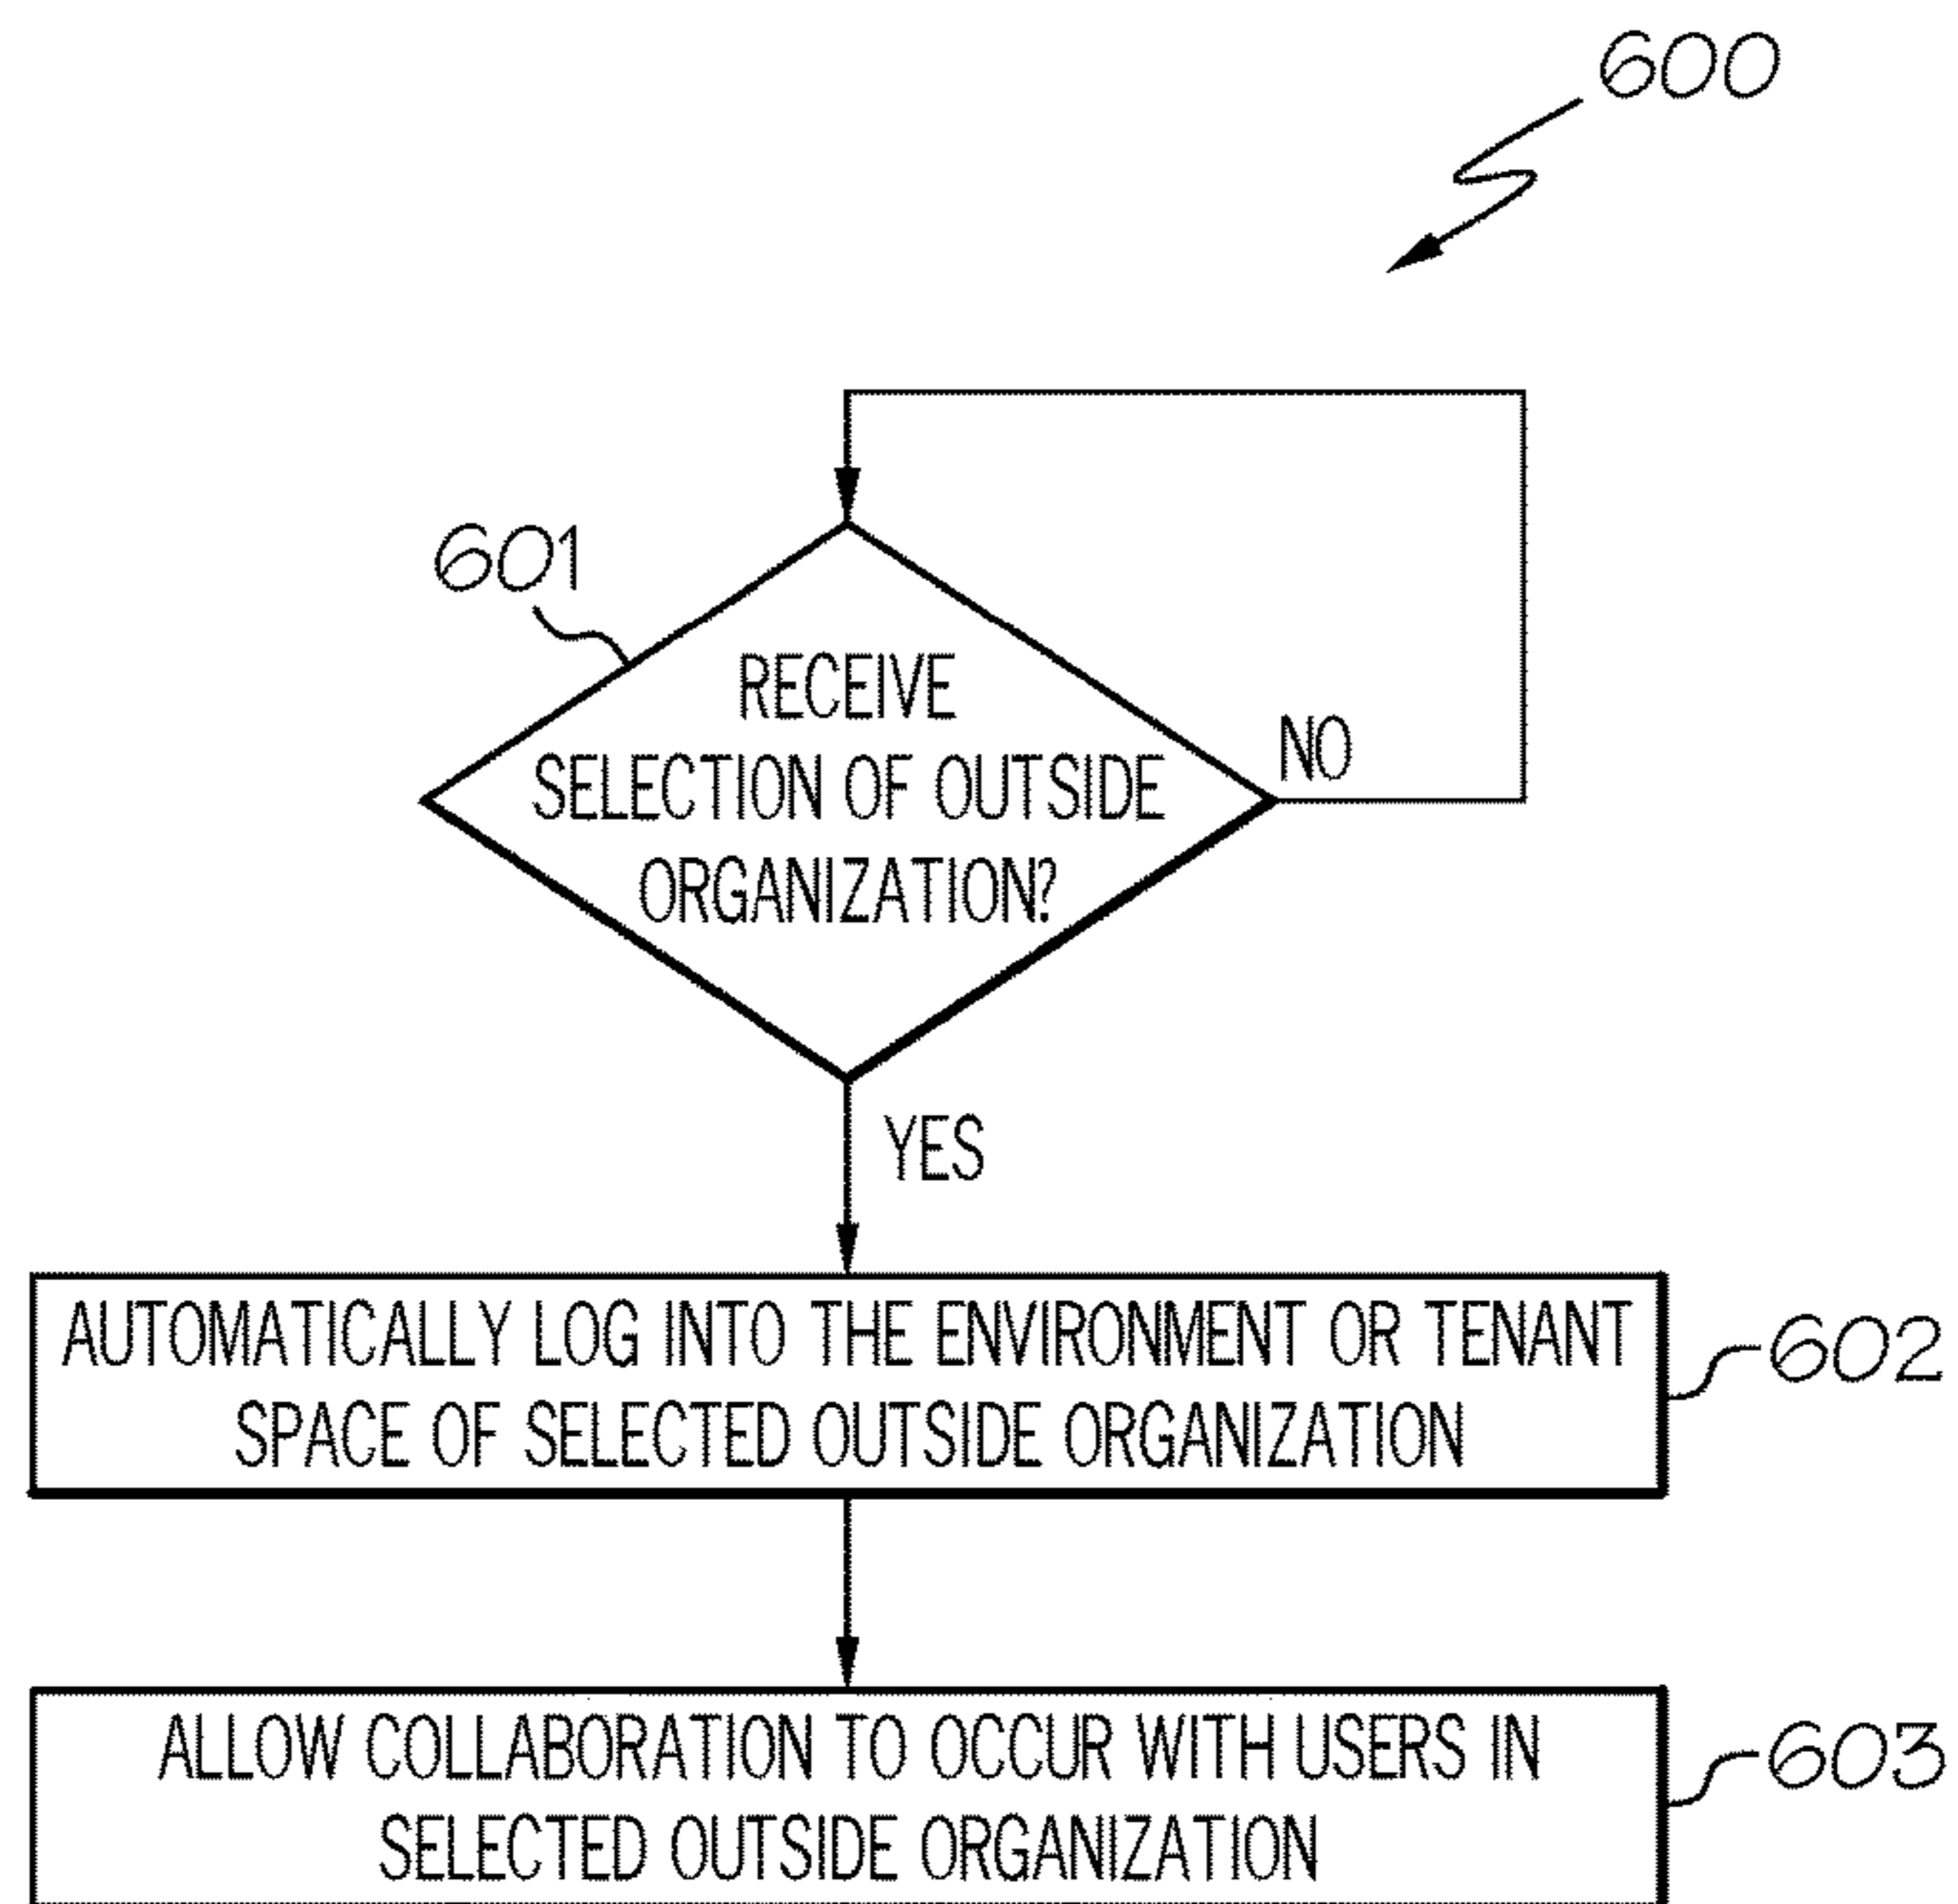 600
601
RECEIVE
SELECTION OF OUTSIDE
ORGANIZATION?
NO
YES
AUTOMATICALLY LOG INTO THE ENVIRONMENT OR TENANT
SPACE OF SELECTED OUTSIDE ORGANIZATION
602
ALLOW COLLABORATION TO OCCUR WITH USERS IN
SELECTED OUTSIDE ORGANIZATION
603